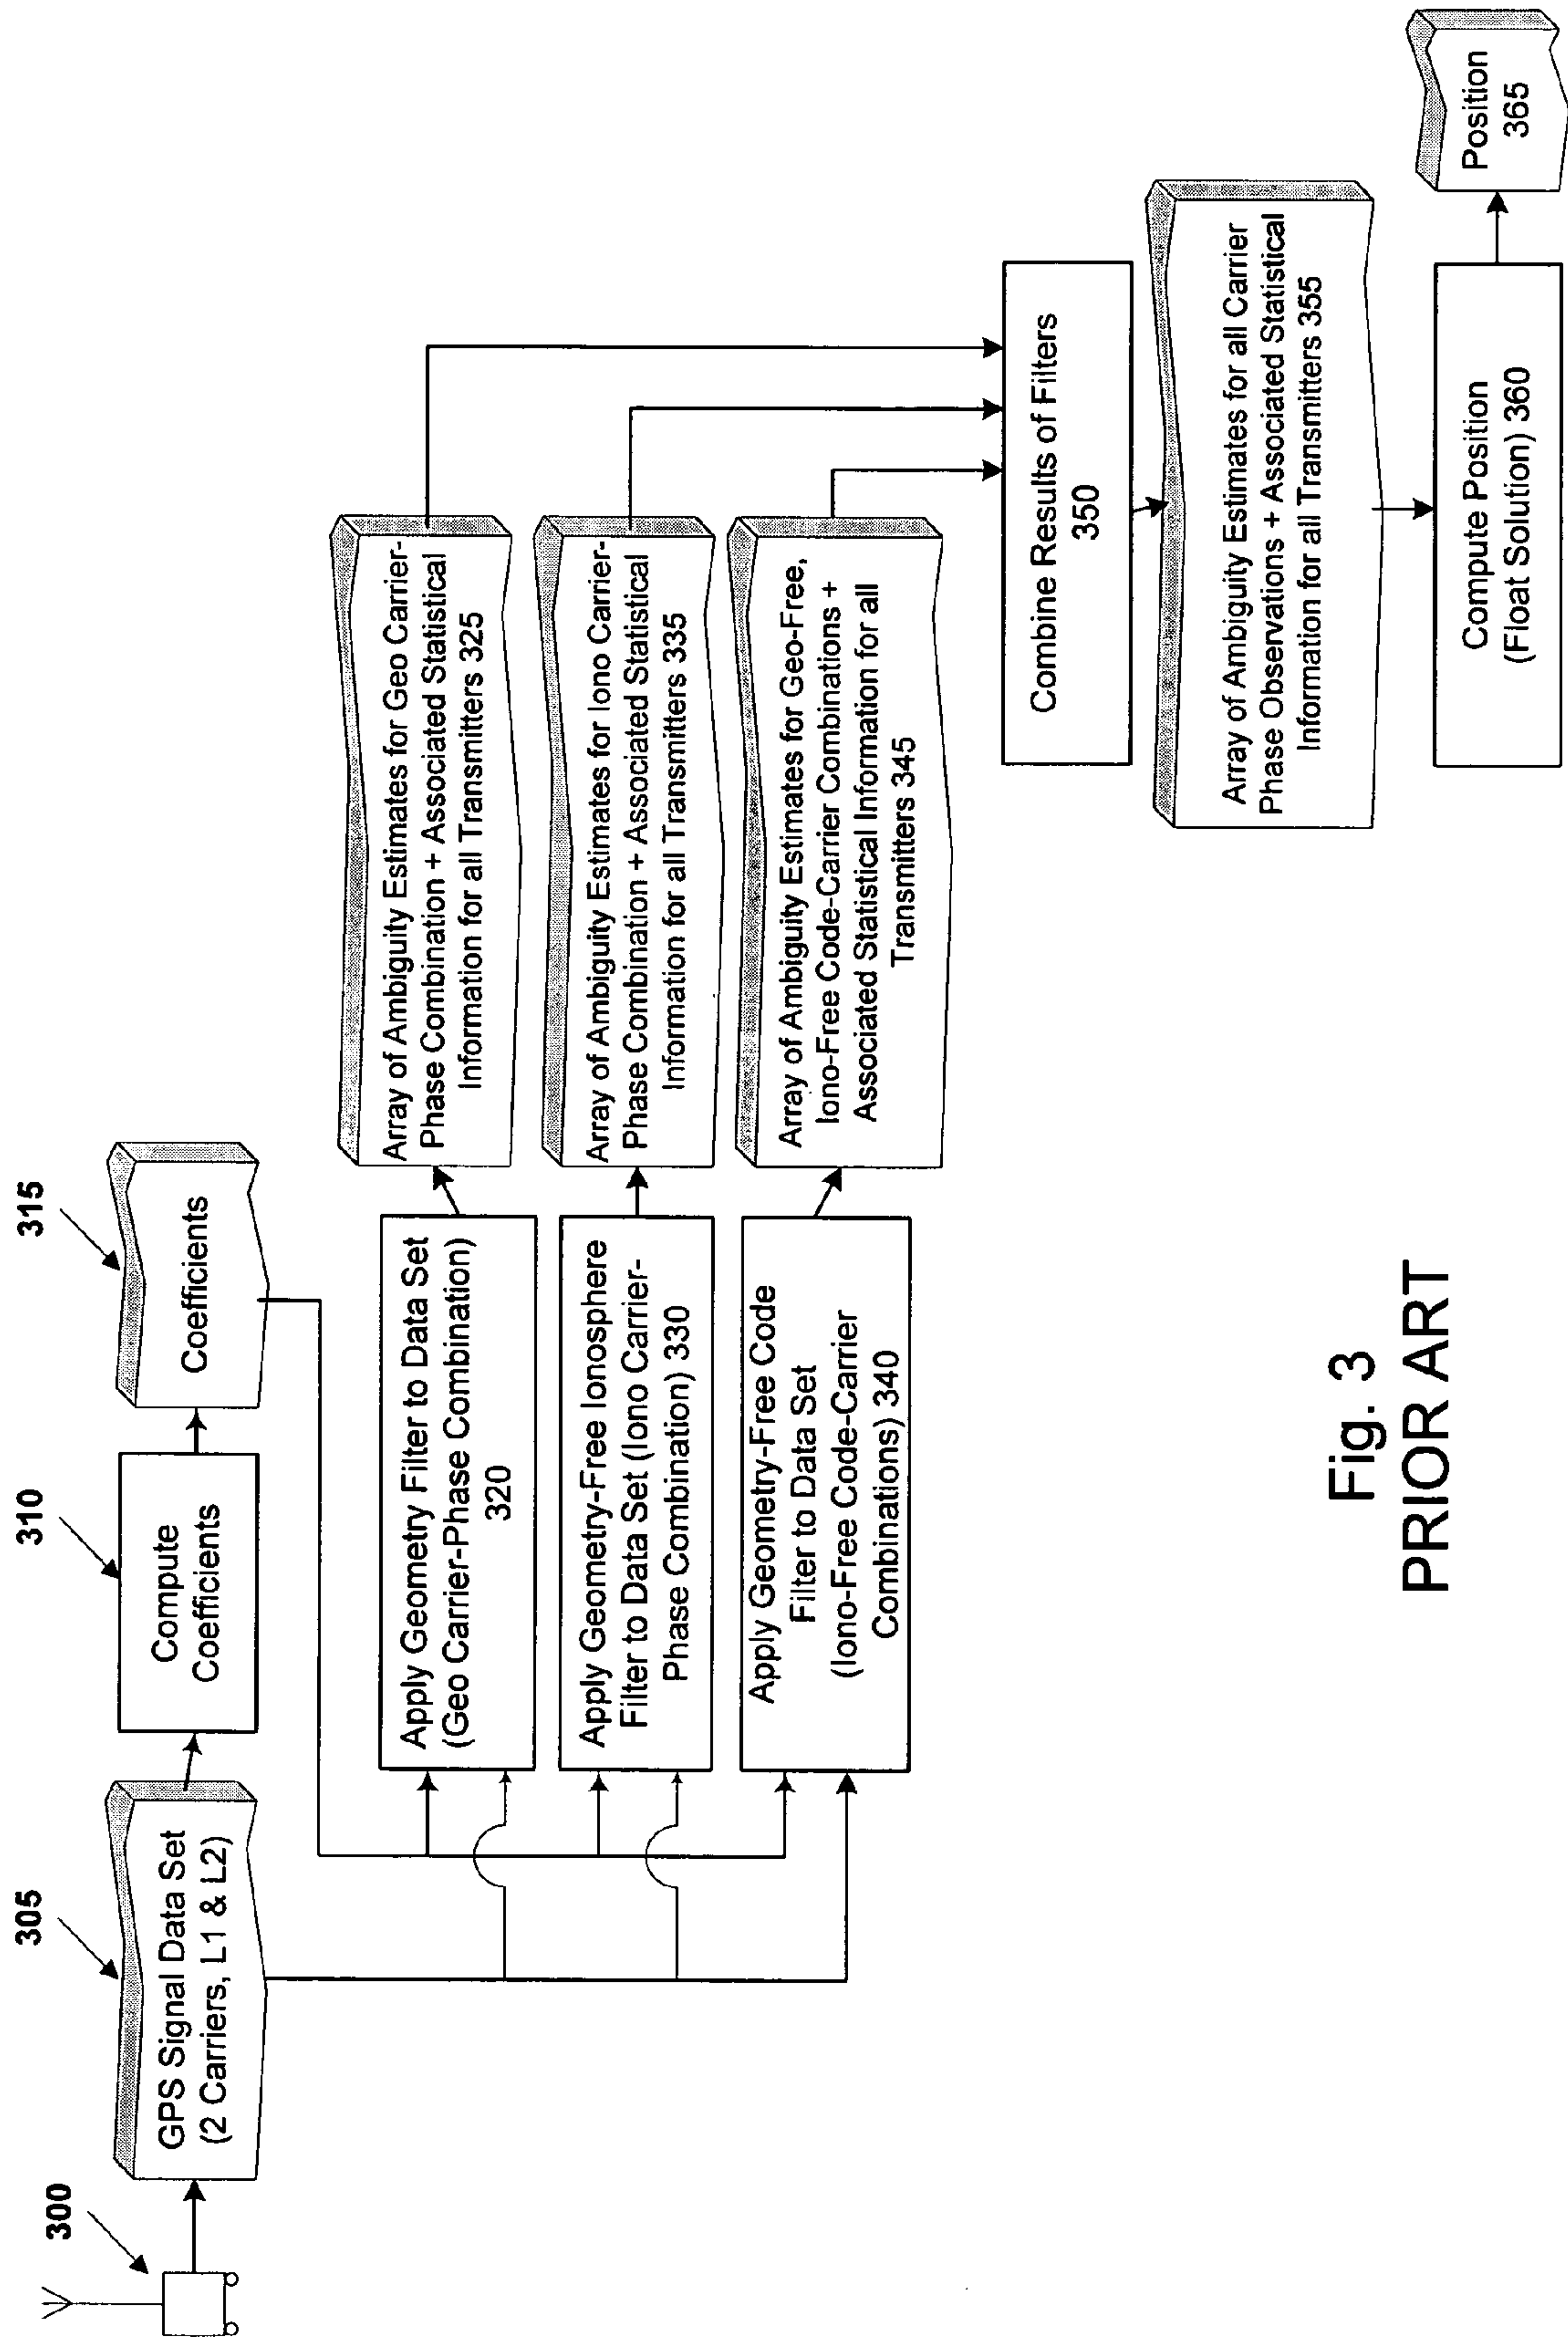 300
305
GPS Signal Data Set
(2 Carriers, L1 & L2)
310
Compute
Coefficients
315
Coefficients
Apply Geometry Filter to Data Set
(Geo Carrier-Phase Combination)
320
Array of Ambiguity Estimates for Geo Carrier-
Phase Combination + Associated Statistical
Information for all Transmitters 325
Apply Geometry-Free Ionosphere
Filter to Data Set (Iono Carrier-
Phase Combination) 330
Array of Ambiguity Estimates for Iono Carrier-
Phase Combination + Associated Statistical
Information for all Transmitters 335
Apply Geometry-Free Code
Filter to Data Set
(Iono-Free Code-Carrier
Combinations) 340
Array of Ambiguity Estimates for Geo-Free,
Iono-Free Code-Carrier Combinations +
Associated Statistical Information for all
Transmitters 345
Combine Results of Filters
350
Array of Ambiguity Estimates for all Carrier
Phase Observations + Associated Statistical
Information for all Transmitters 355
Compute Position
(Float Solution) 360
Position
365
Fig. 3
PRIOR ART